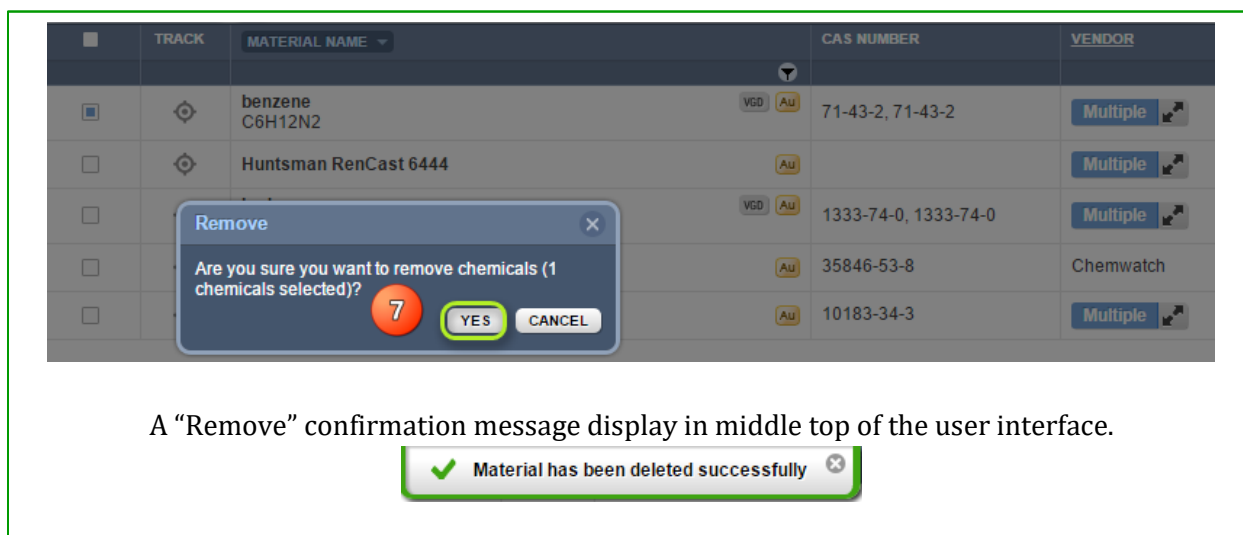 TRACK MATERIAL NAME CAS NUMBER VENDOR
benzene VGD Au 71-43-2, 71-43-2 Multiple
C6H12N2
Huntsman RenCast 6444 Au Multiple
VGD Au 1333-74-0, 1333-74-0 Multiple
Remove
Are you sure you want to remove chemicals (1
chemicals selected)?
Au 35846-53-8 Chemwatch
7 YES CANCEL
Au 10183-34-3 Multiple
A “Remove” confirmation message display in middle top of the user interface.
Material has been deleted successfully